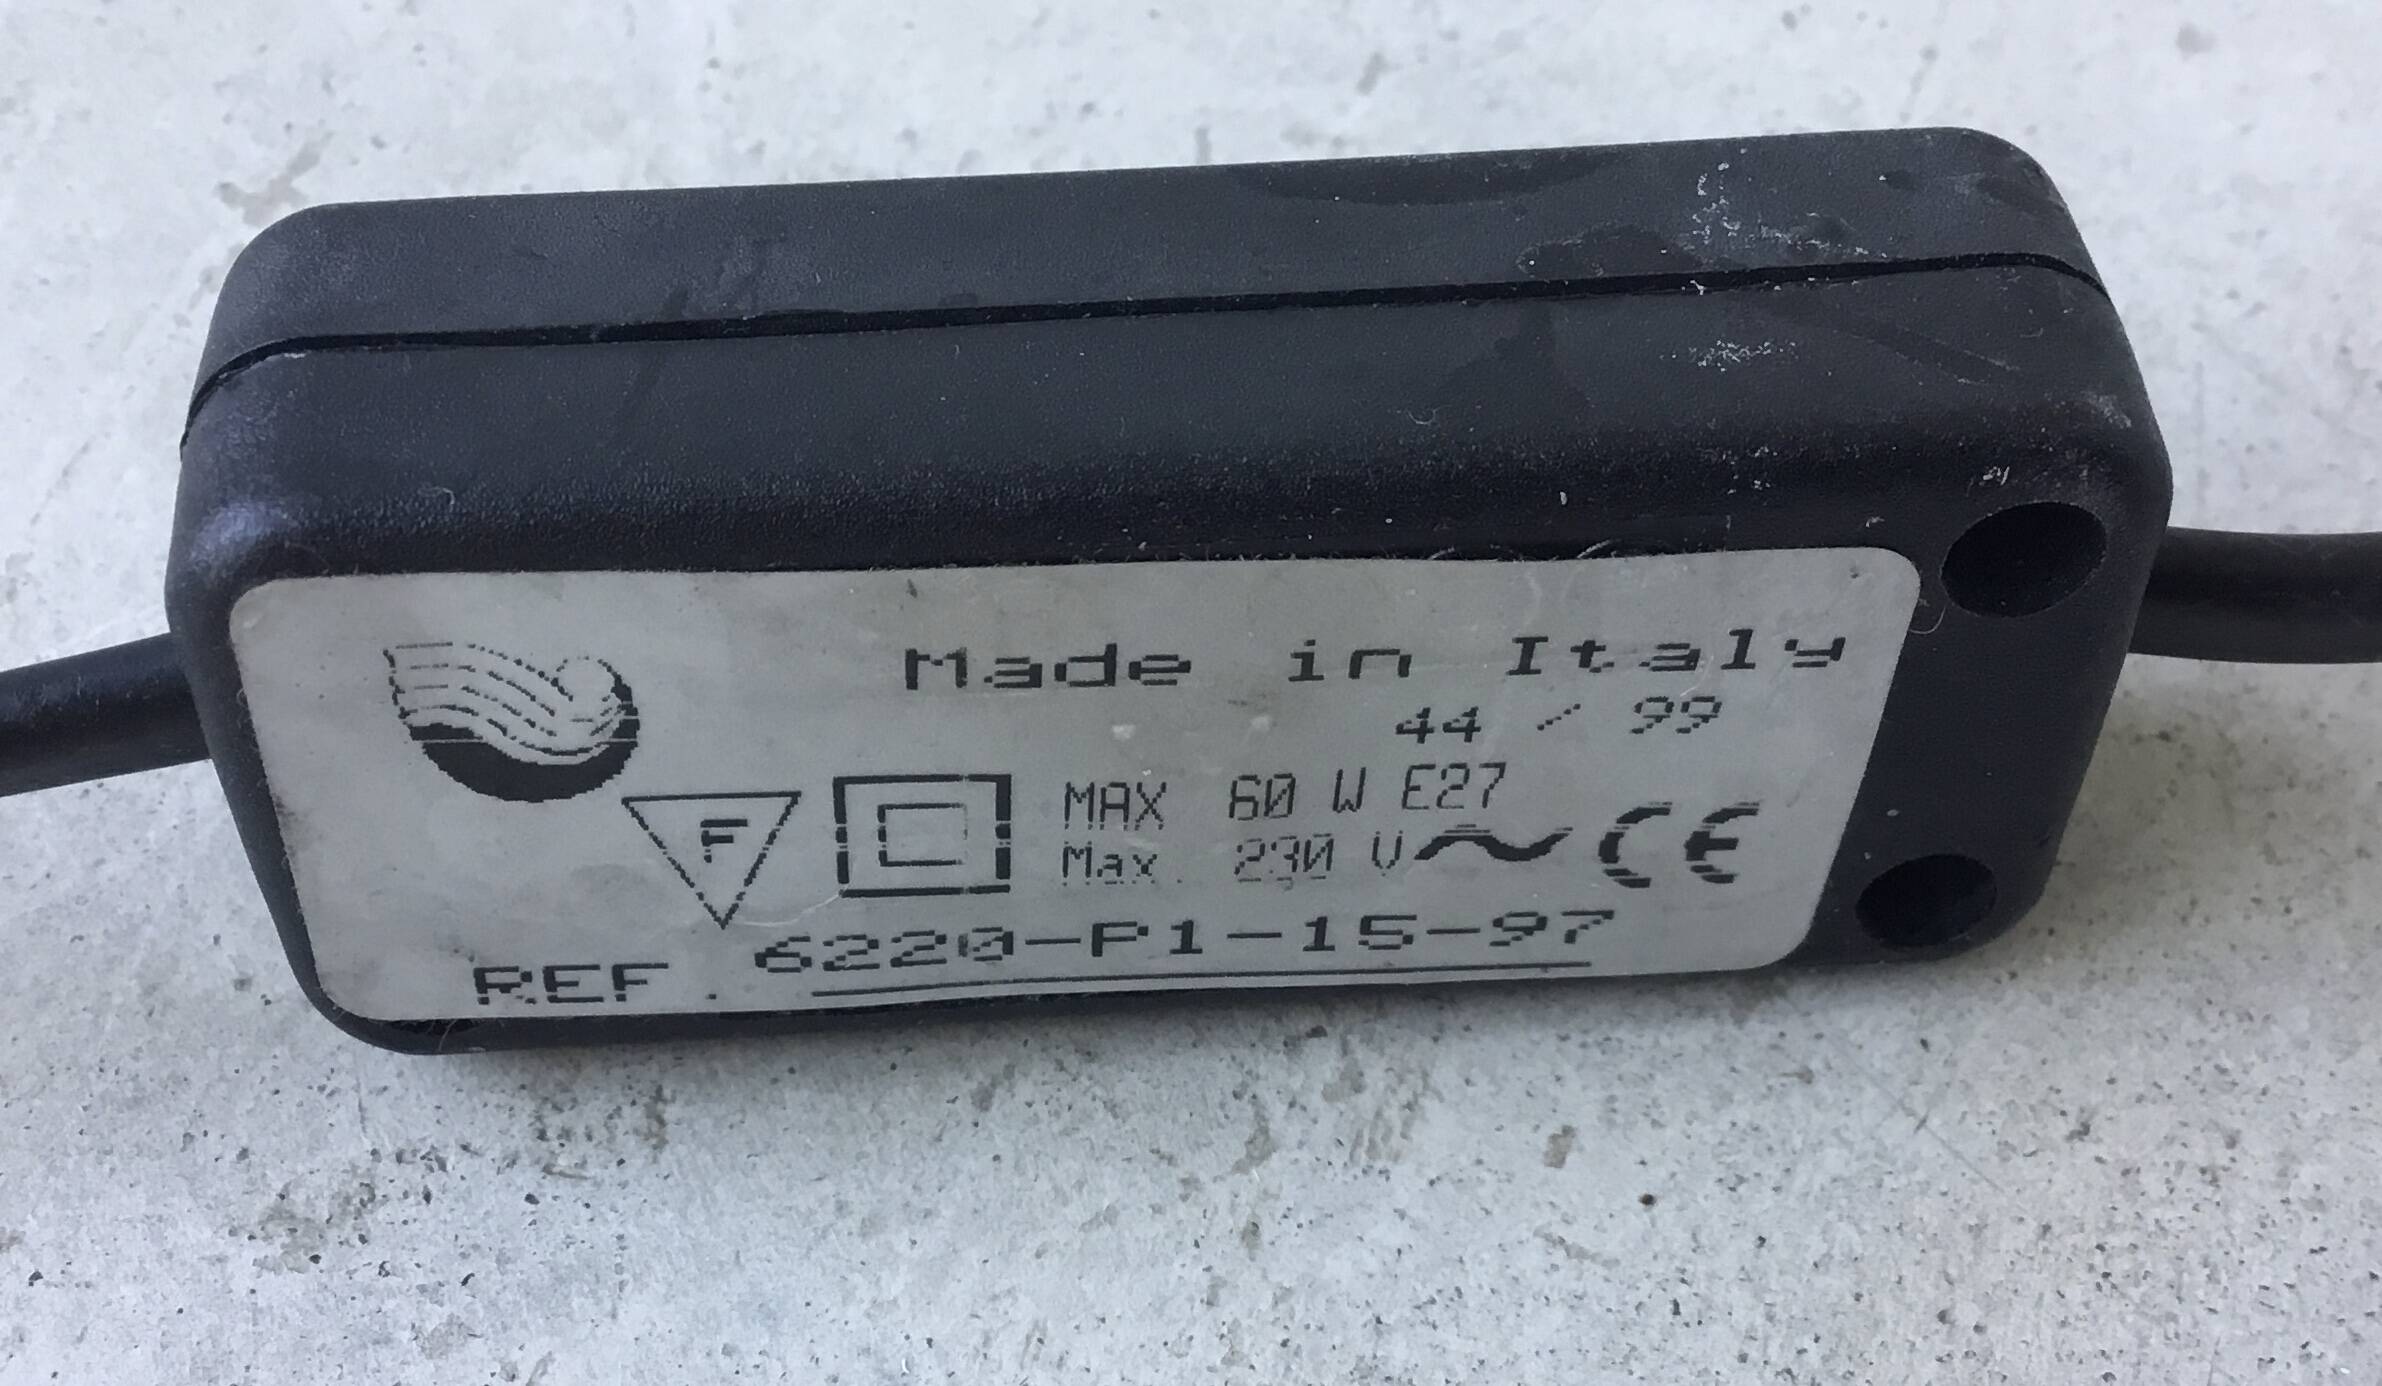 Made in Italy
44 / 99
MAX 60 W E27
F
Max. 230 V~ CE
REF. 6220-P1-15-97